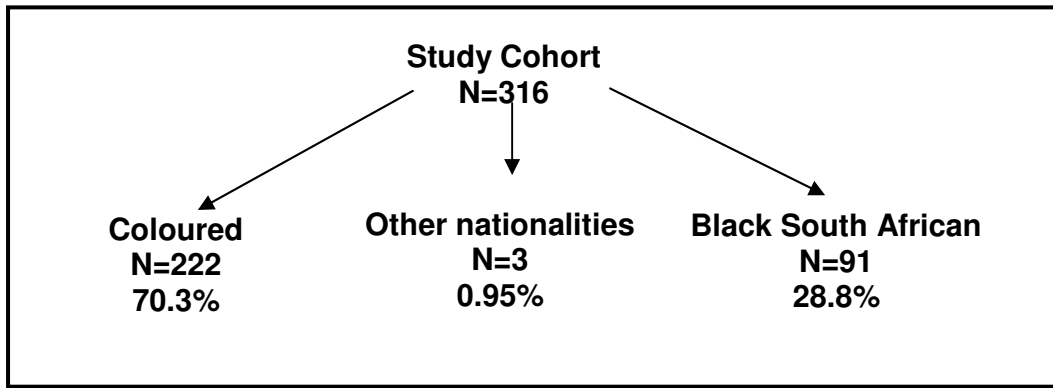 Study Cohort
N=316
Coloured
N=222
70.3%
Other nationalities
N=3
0.95%
Black South African
N=91
28.8%